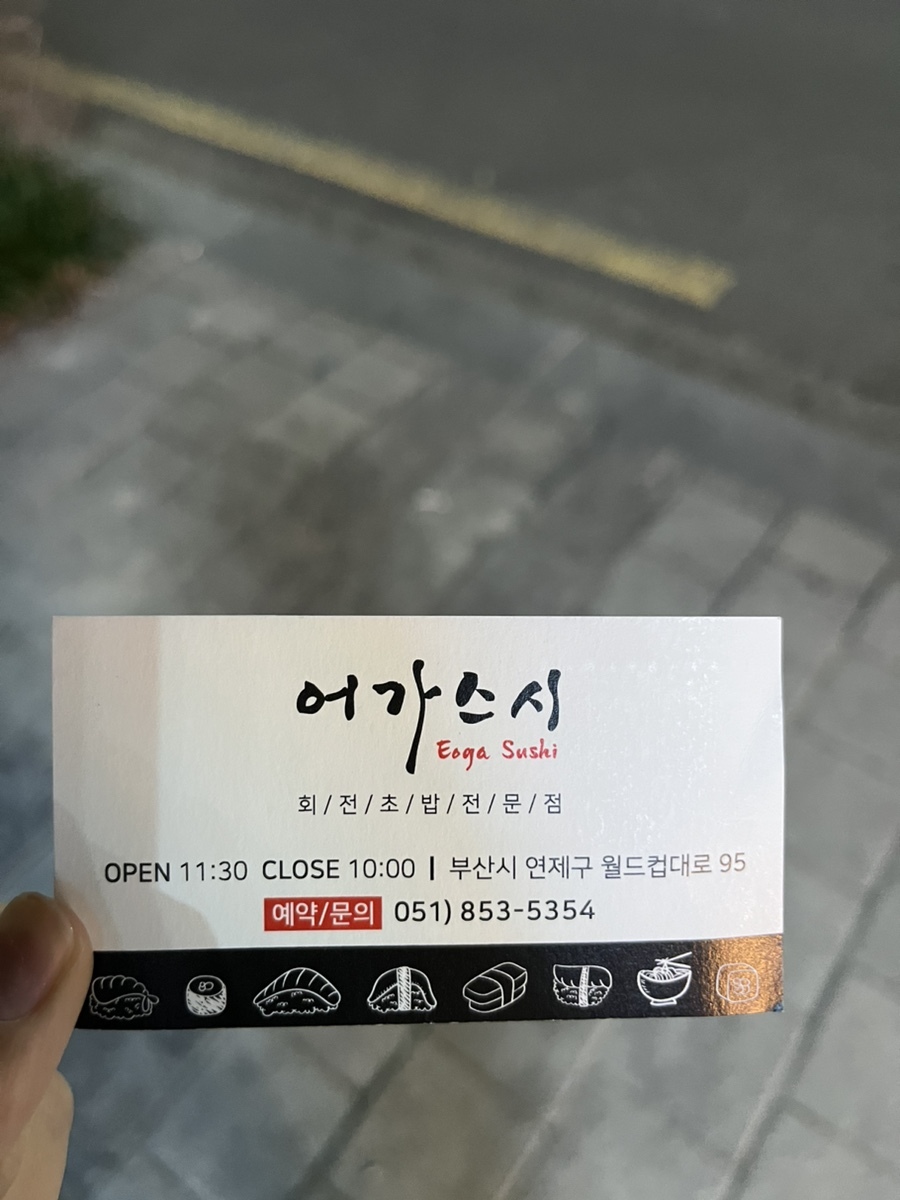 어가스시
Eoga Sushi
회/전/초/밥/전/문/점
OPEN 11:30 CLOSE 10:00 | 부산시 연제구 월드컵대로 95
예약/문의 051) 853-5354